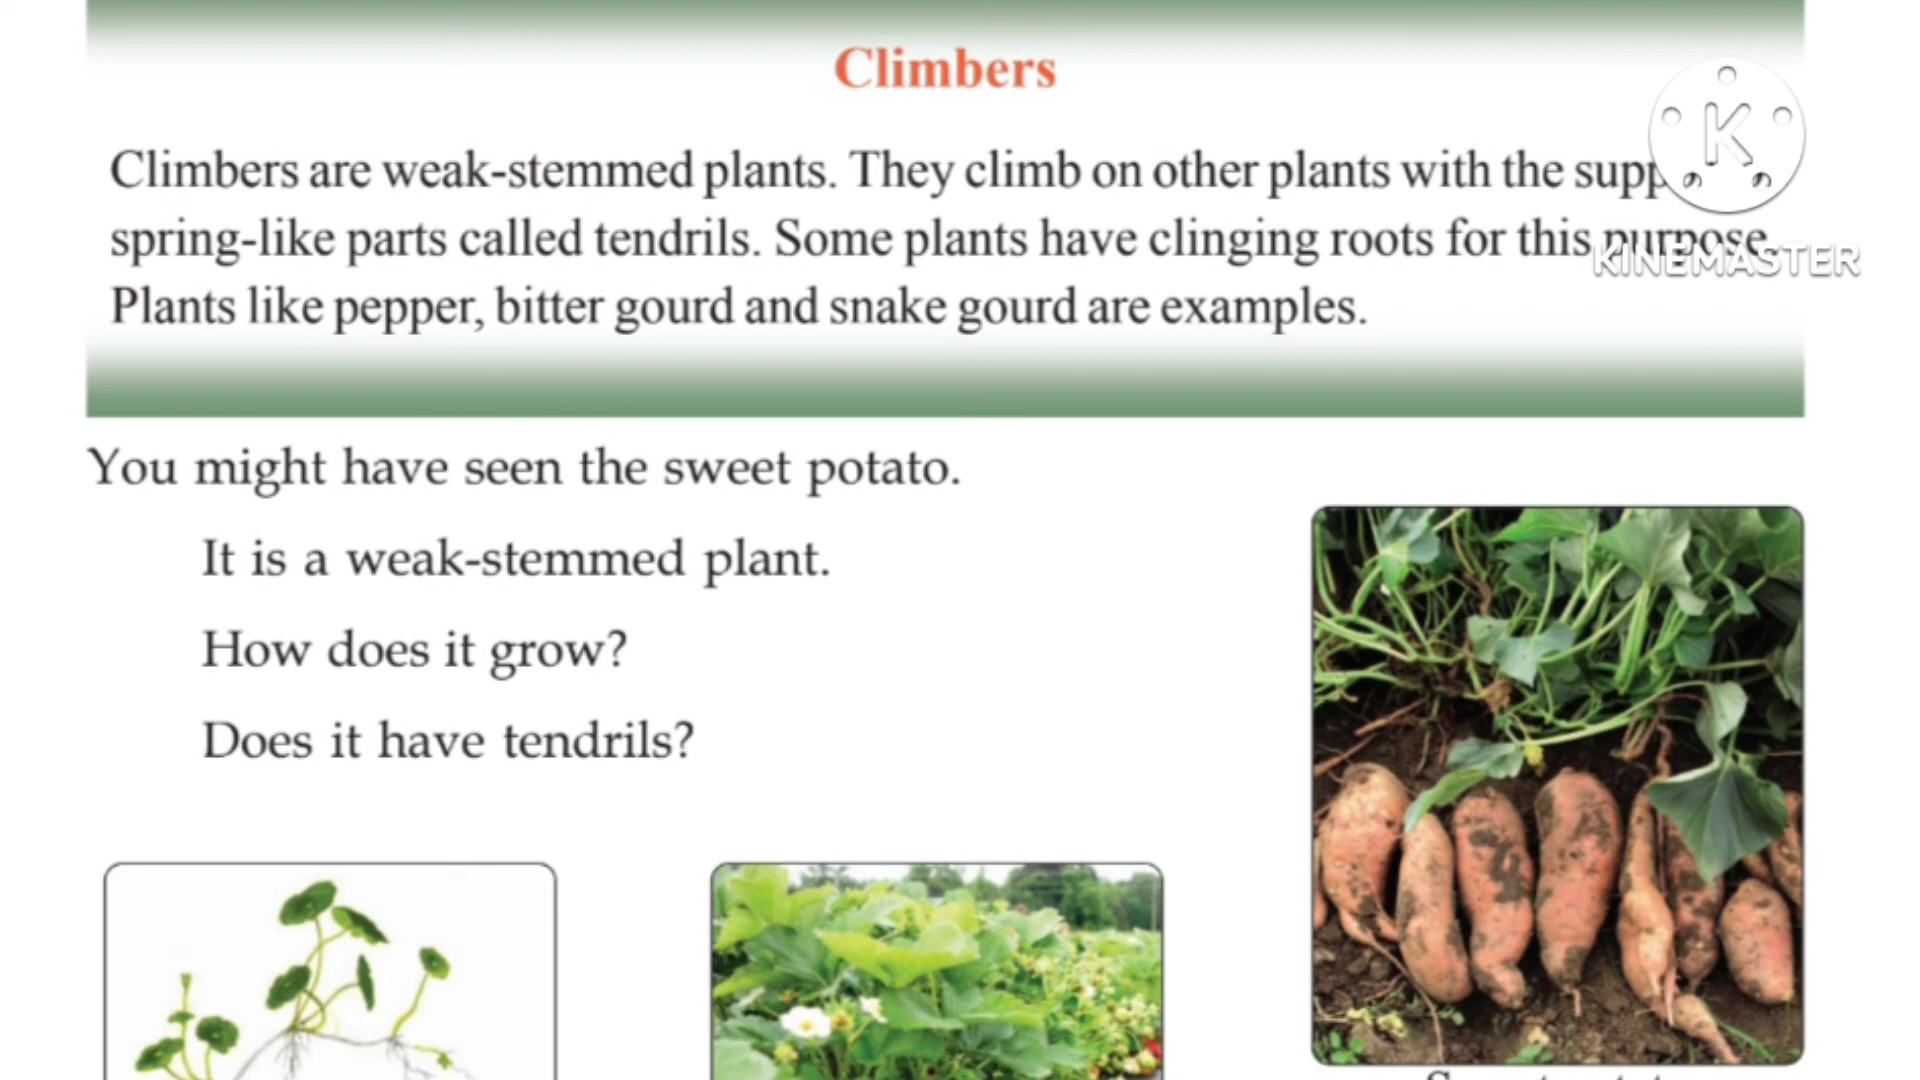 Climbers
Climbers are weak-stemmed plants. They climb on other plants with the
spring-like parts called tendrils. Some plants have clinging roots for this purpose.
Plants like pepper, bitter gourd and snake gourd are examples.
K
KINEMASTER
You might have seen the sweet potato.
It is a weak-stemmed plant.
How does it grow?
Does it have tendrils?